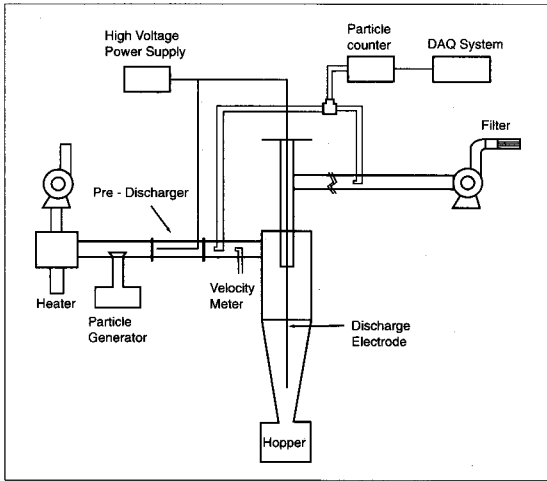 High Voltage
Power Supply
Particle
counter
DAQ System
Filter
Pre - Discharger
Heater
Particle
Generator
Velocity
Meter
Discharge
Electrode
Hopper